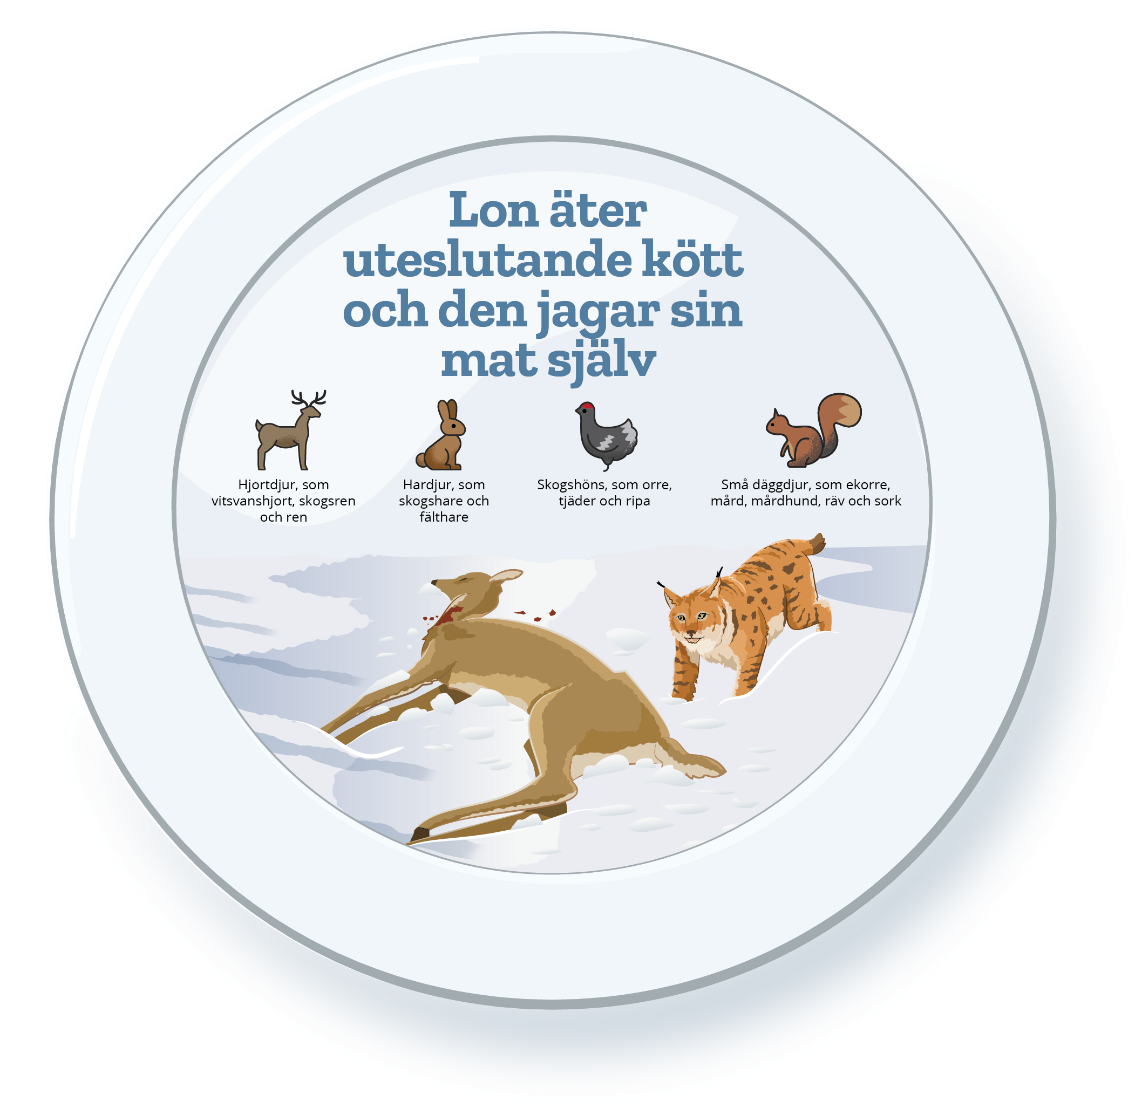 Lon äter
uteslutande kött
och den jagar sin
mat själv
Hjortdjur, som
vitsvanshjort, skogsren
och ren
Hardjur, som
skogshare och
fälthare
Skogshöns, som orre,
tjäder och ripa
Små däggdjur, som ekorre,
mård, mårdhund, räv och sork